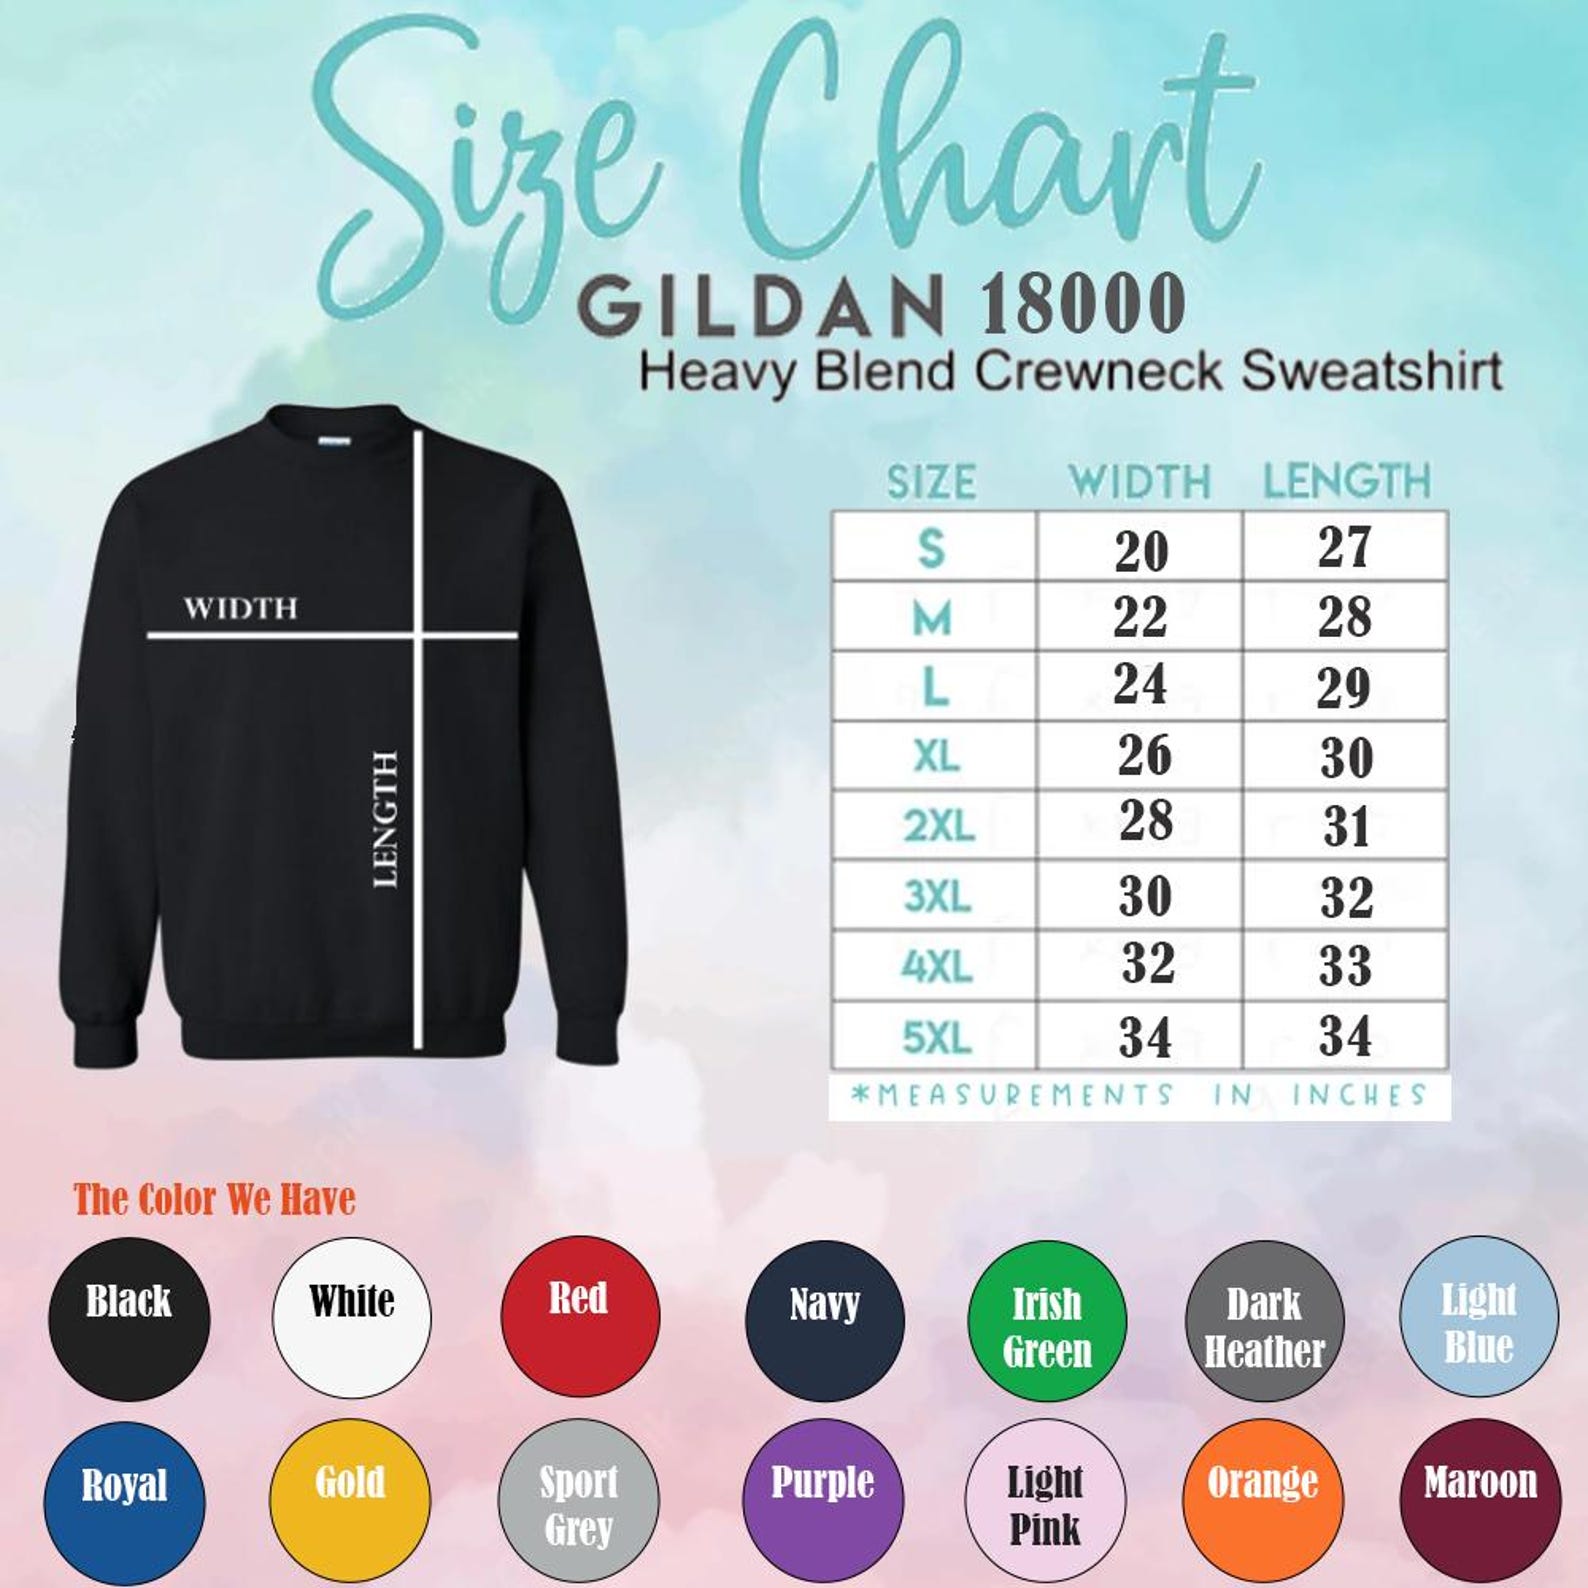 Size Chart
GILDAN 18000
Heavy Blend Crewneck Sweatshirt
WIDTH
LENGTH
SIZE WIDTH LENGTH
S 20 27
M 22 28
L 24 29
XL 26 30
2XL 28 31
3XL 30 32
4XL 32 33
5XL 34 34
*MEASUREMENTS IN INCHES
The Color We Have
Black
White
Red
Navy
Irish
Green
Dark
Heather
Light
Blue
Royal
Gold
Sport
Grey
Purple
Light
Pink
Orange
Maroon